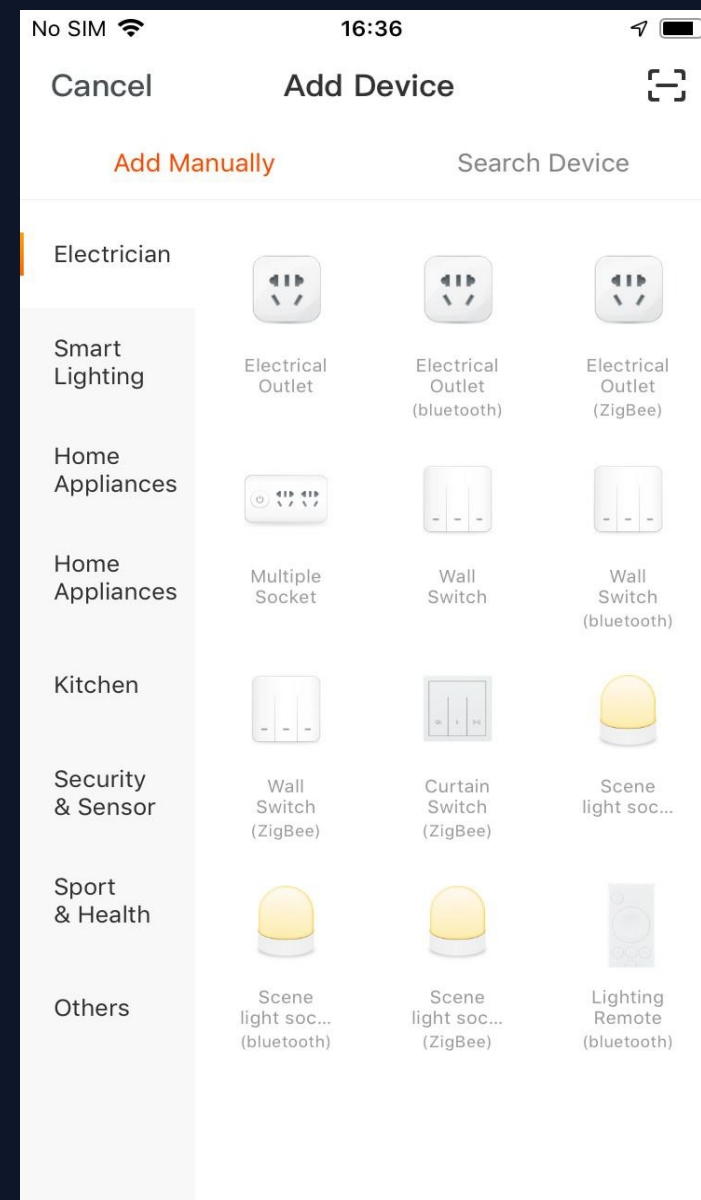 No SIM 16:36
Cancel Add Device
Add Manually Search Device
Electrician
Smart
Lighting
Home
Appliances
Home
Appliances
Kitchen
Security
& Sensor
Sport
& Health
Others
Electrical
Outlet
Electrical
Outlet
(bluetooth)
Electrical
Outlet
(ZigBee)
Multiple
Socket
Wall
Switch
Wall
Switch
(bluetooth)
Wall
Switch
(ZigBee)
Curtain
Switch
(ZigBee)
Scene
light soc...
Scene
light soc...
(bluetooth)
Scene
light soc...
(ZigBee)
Lighting
Remote
(bluetooth)